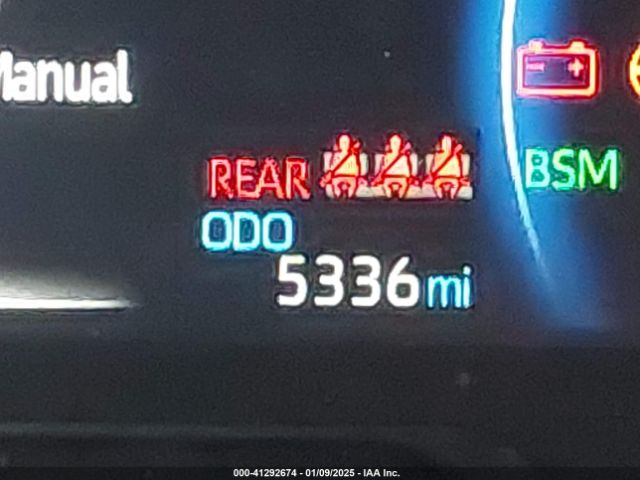 Manual
REAR
BSM
ODO
5336 mi
000-41292674 - 01/09/2025 - IAA Inc.